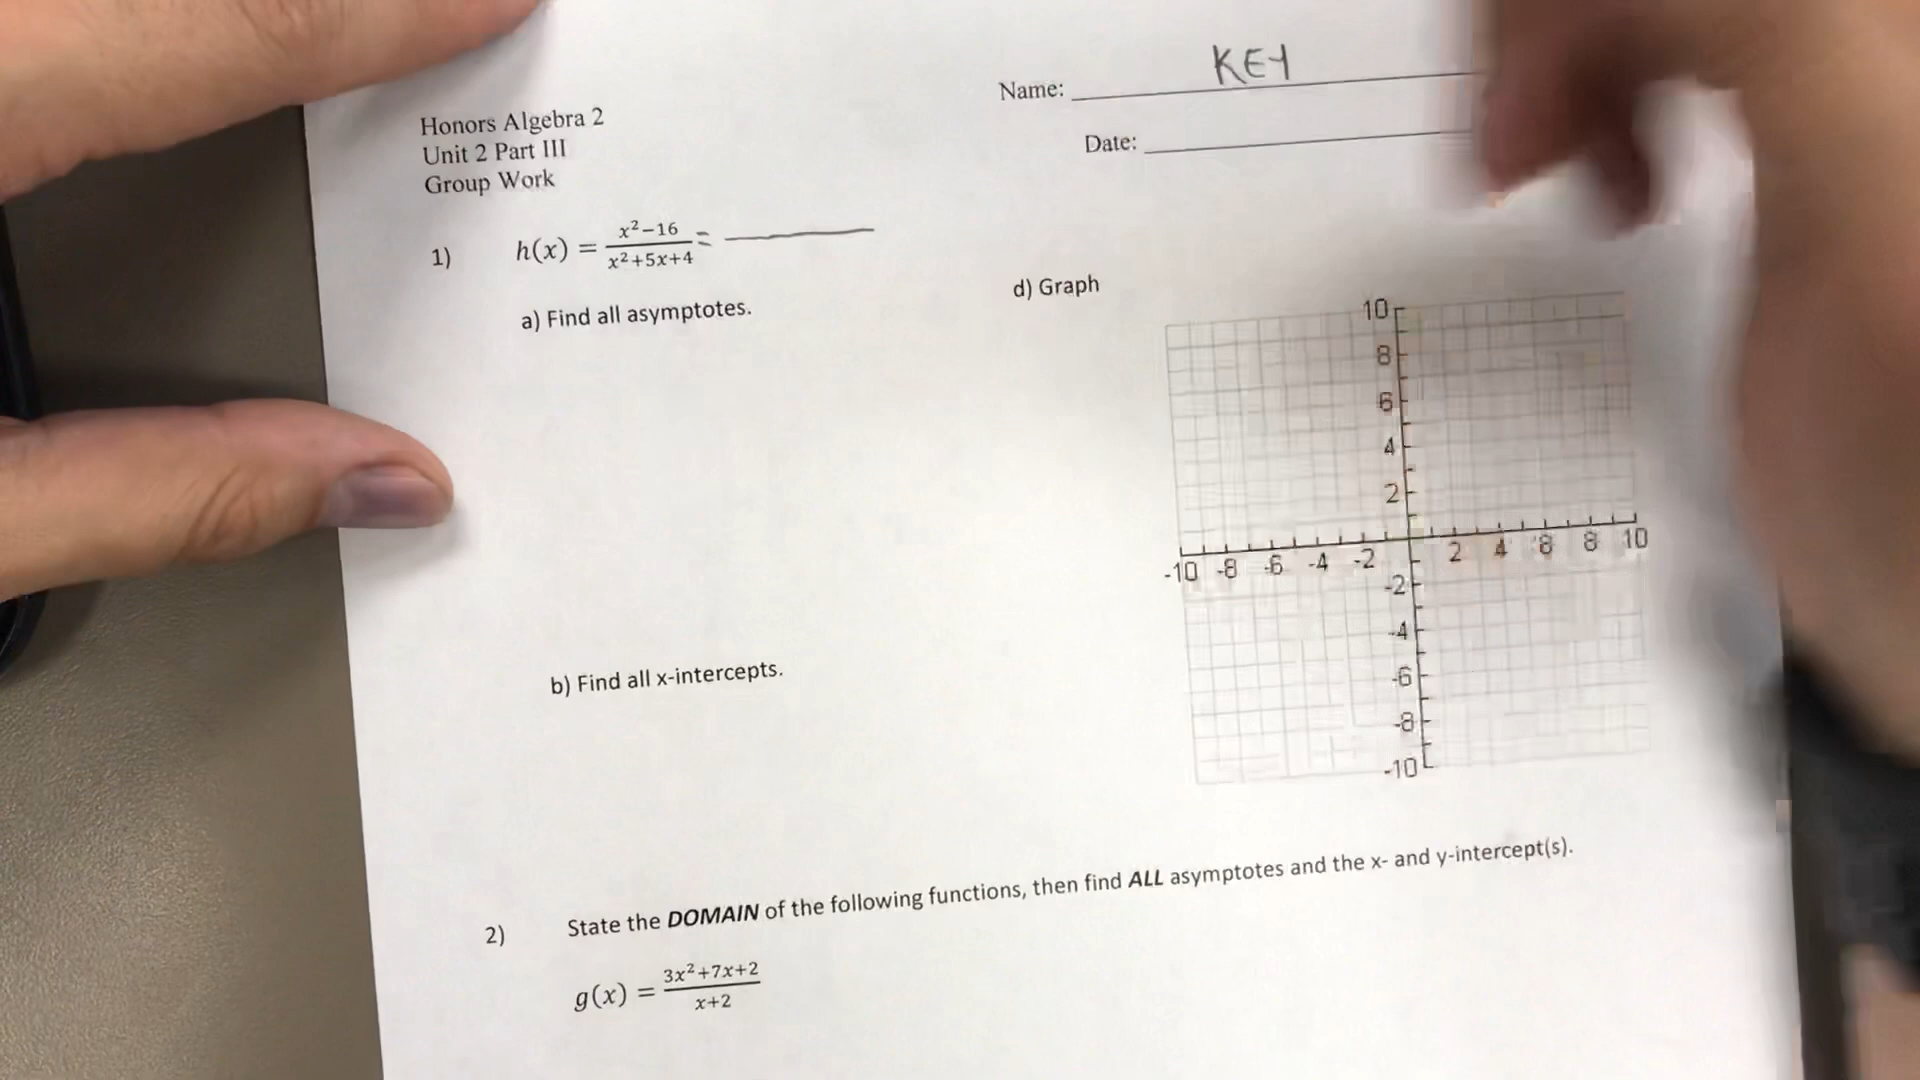 Name: KEY
Date:
Honors Algebra 2
Unit 2 Part III
Group Work
1) h(x) = x²−16 / x²+5x+4 =
a) Find all asymptotes.
d) Graph
10
8
6
4
2
-10 -8 -6 -4 -2 2 4 8 8 10
-2
-4
-6
-8
-10
b) Find all x-intercepts.
2) State the DOMAIN of the following functions, then find ALL asymptotes and the x- and y-intercept(s).
g(x) = 3x²+7x+2 / x+2